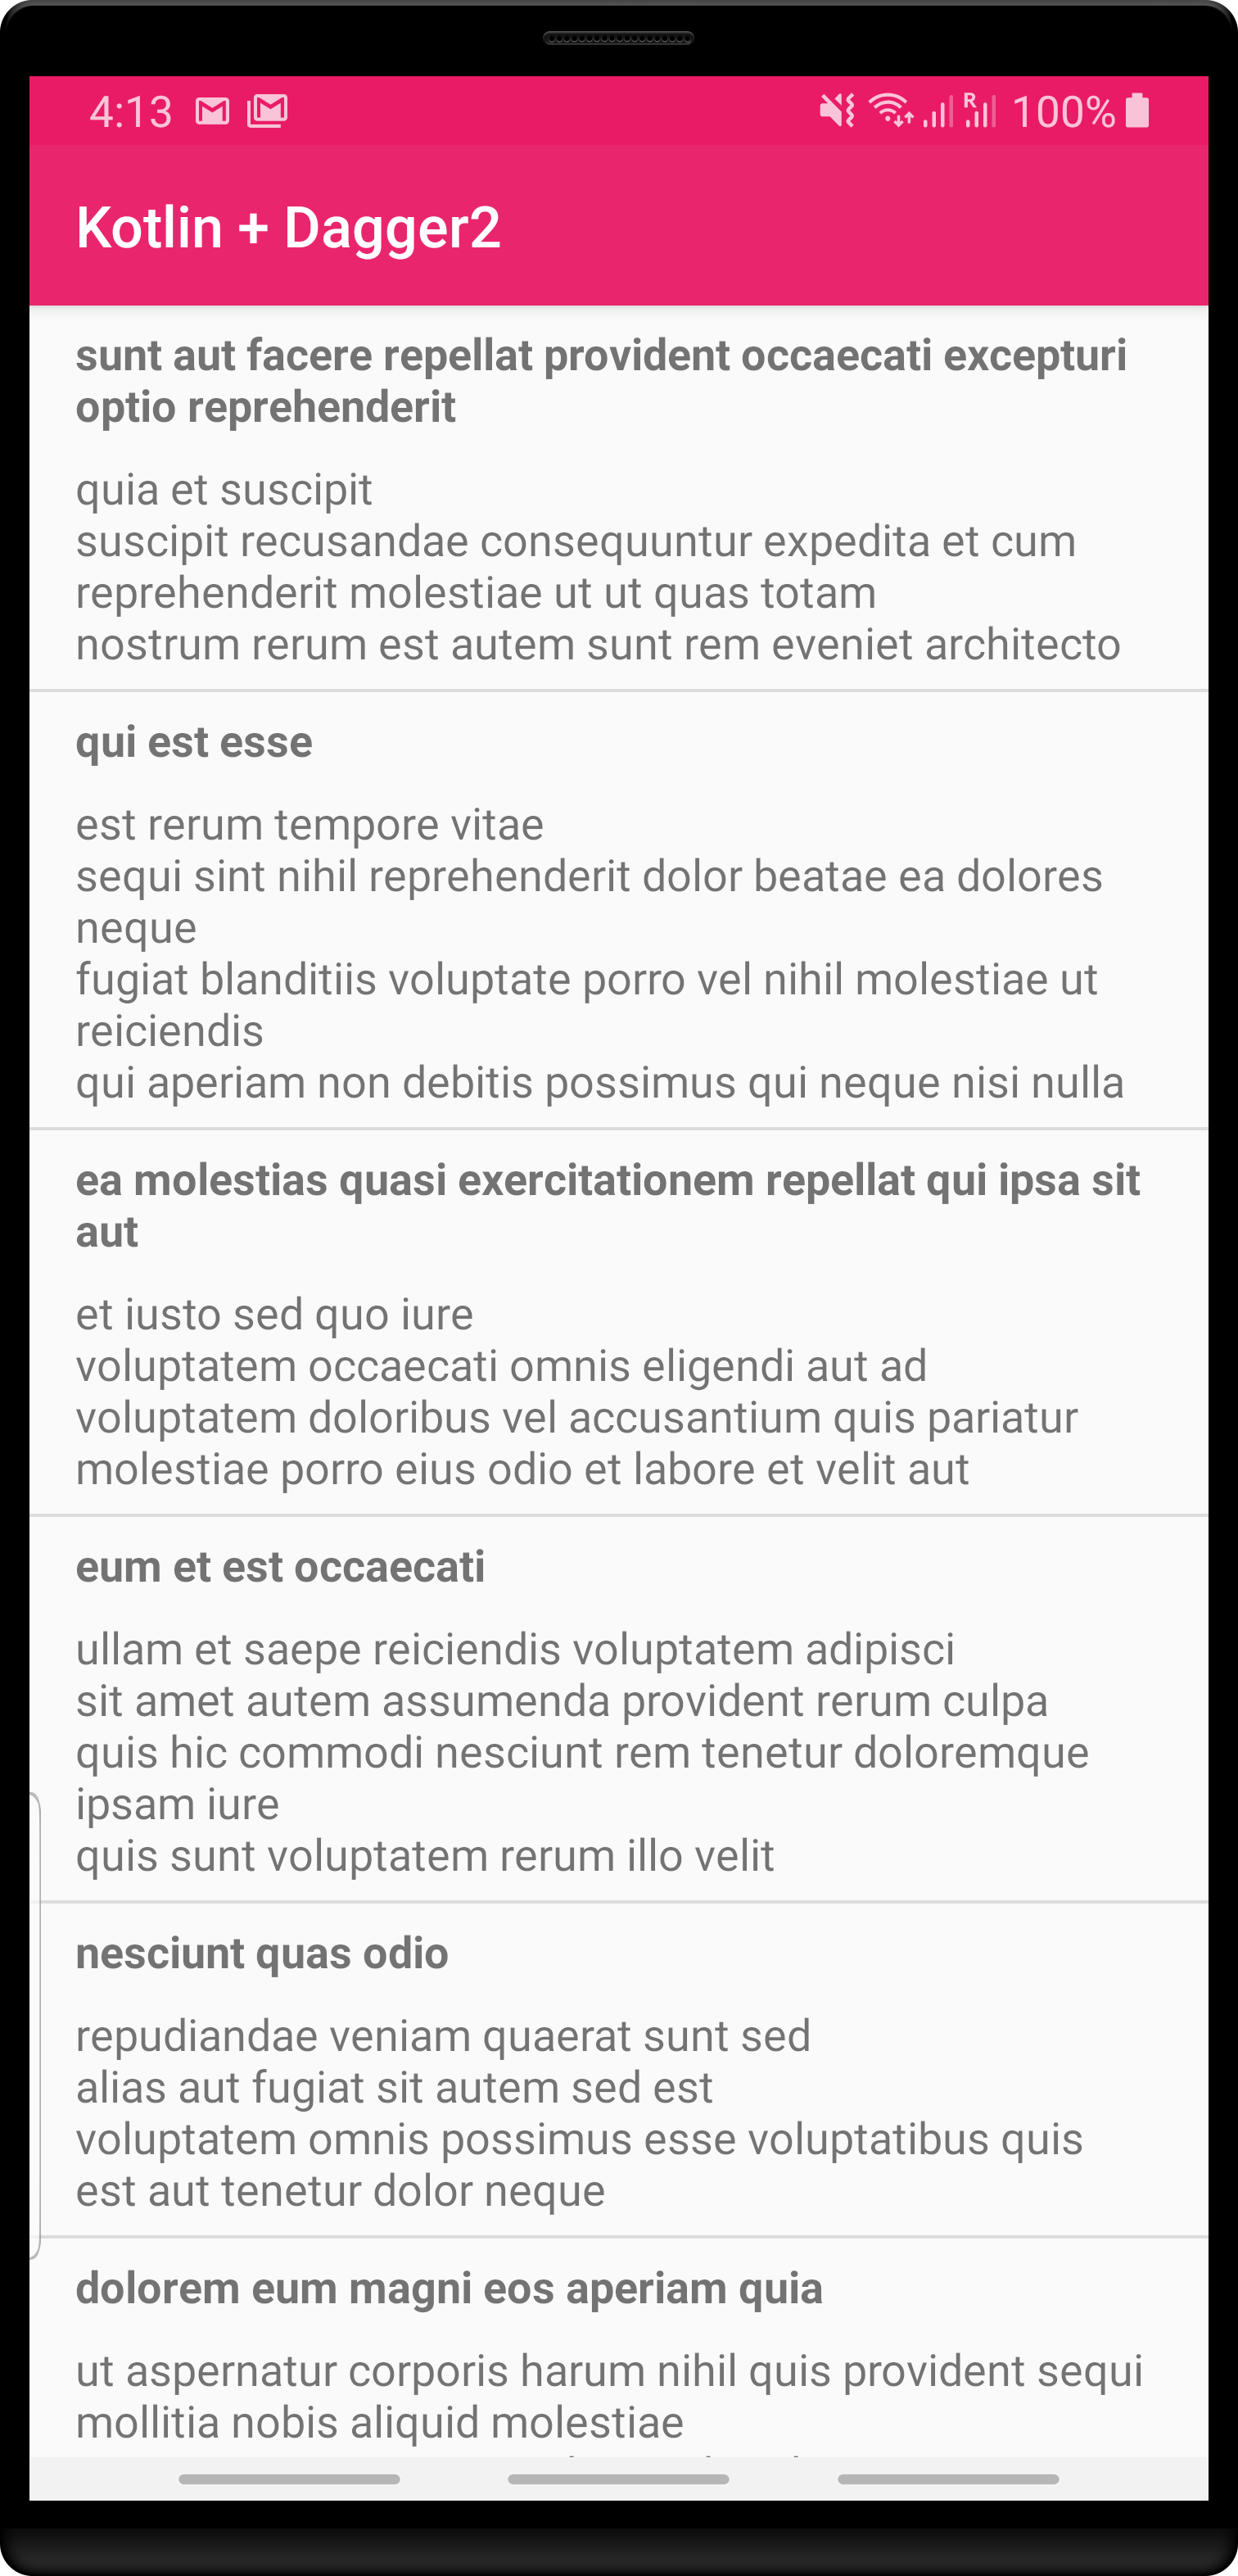 4:13 R 100%
Kotlin + Dagger2
sunt aut facere repellat provident occaecati excepturi
optio reprehenderit
quia et suscipit
suscipit recusandae consequuntur expedita et cum
reprehenderit molestiae ut ut quas totam
nostrum rerum est autem sunt rem eveniet architecto
qui est esse
est rerum tempore vitae
sequi sint nihil reprehenderit dolor beatae ea dolores
neque
fugiat blanditiis voluptate porro vel nihil molestiae ut
reiciendis
qui aperiam non debitis possimus qui neque nisi nulla
ea molestias quasi exercitationem repellat qui ipsa sit
aut
et iusto sed quo iure
voluptatem occaecati omnis eligendi aut ad
voluptatem doloribus vel accusantium quis pariatur
molestiae porro eius odio et labore et velit aut
eum et est occaecati
ullam et saepe reiciendis voluptatem adipisci
sit amet autem assumenda provident rerum culpa
quis hic commodi nesciunt rem tenetur doloremque
ipsam iure
quis sunt voluptatem rerum illo velit
nesciunt quas odio
repudiandae veniam quaerat sunt sed
alias aut fugiat sit autem sed est
voluptatem omnis possimus esse voluptatibus quis
est aut tenetur dolor neque
dolorem eum magni eos aperiam quia
ut aspernatur corporis harum nihil quis provident sequi
mollitia nobis aliquid molestiae